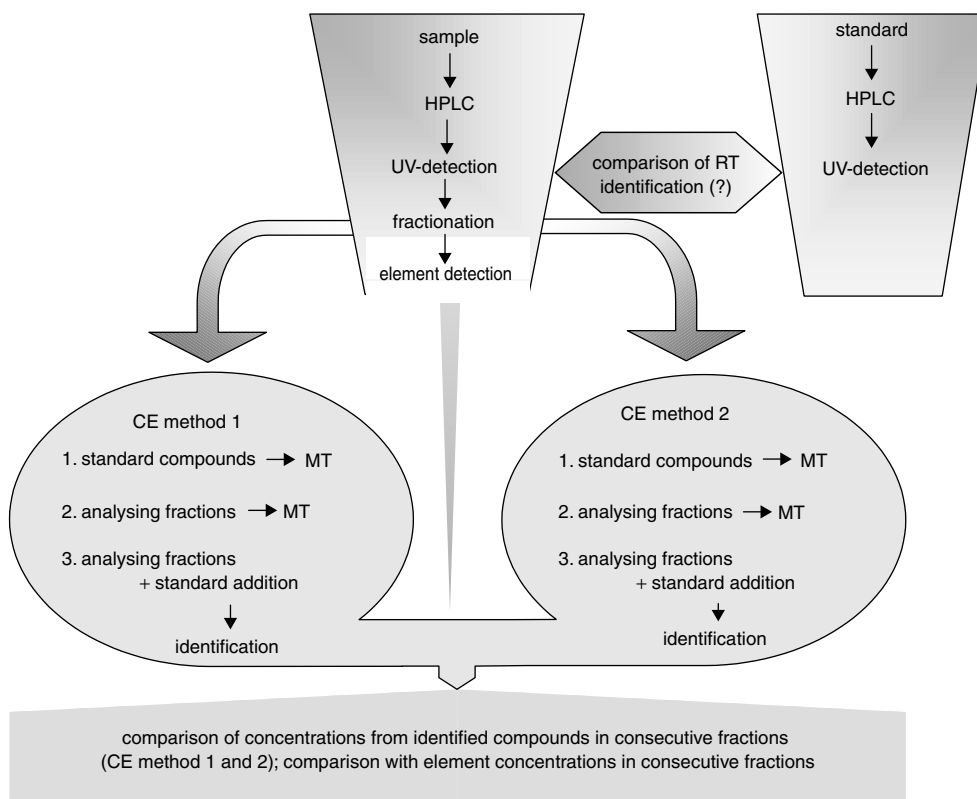 sample
HPLC
UV-detection
fractionation
element detection
comparison of RT
identification (?)
standard
HPLC
UV-detection
CE method 1
1. standard compounds → MT
2. analysing fractions → MT
3. analysing fractions
+ standard addition
identification
CE method 2
1. standard compounds → MT
2. analysing fractions → MT
3. analysing fractions
+ standard addition
identification
comparison of concentrations from identified compounds in consecutive fractions
(CE method 1 and 2); comparison with element concentrations in consecutive fractions